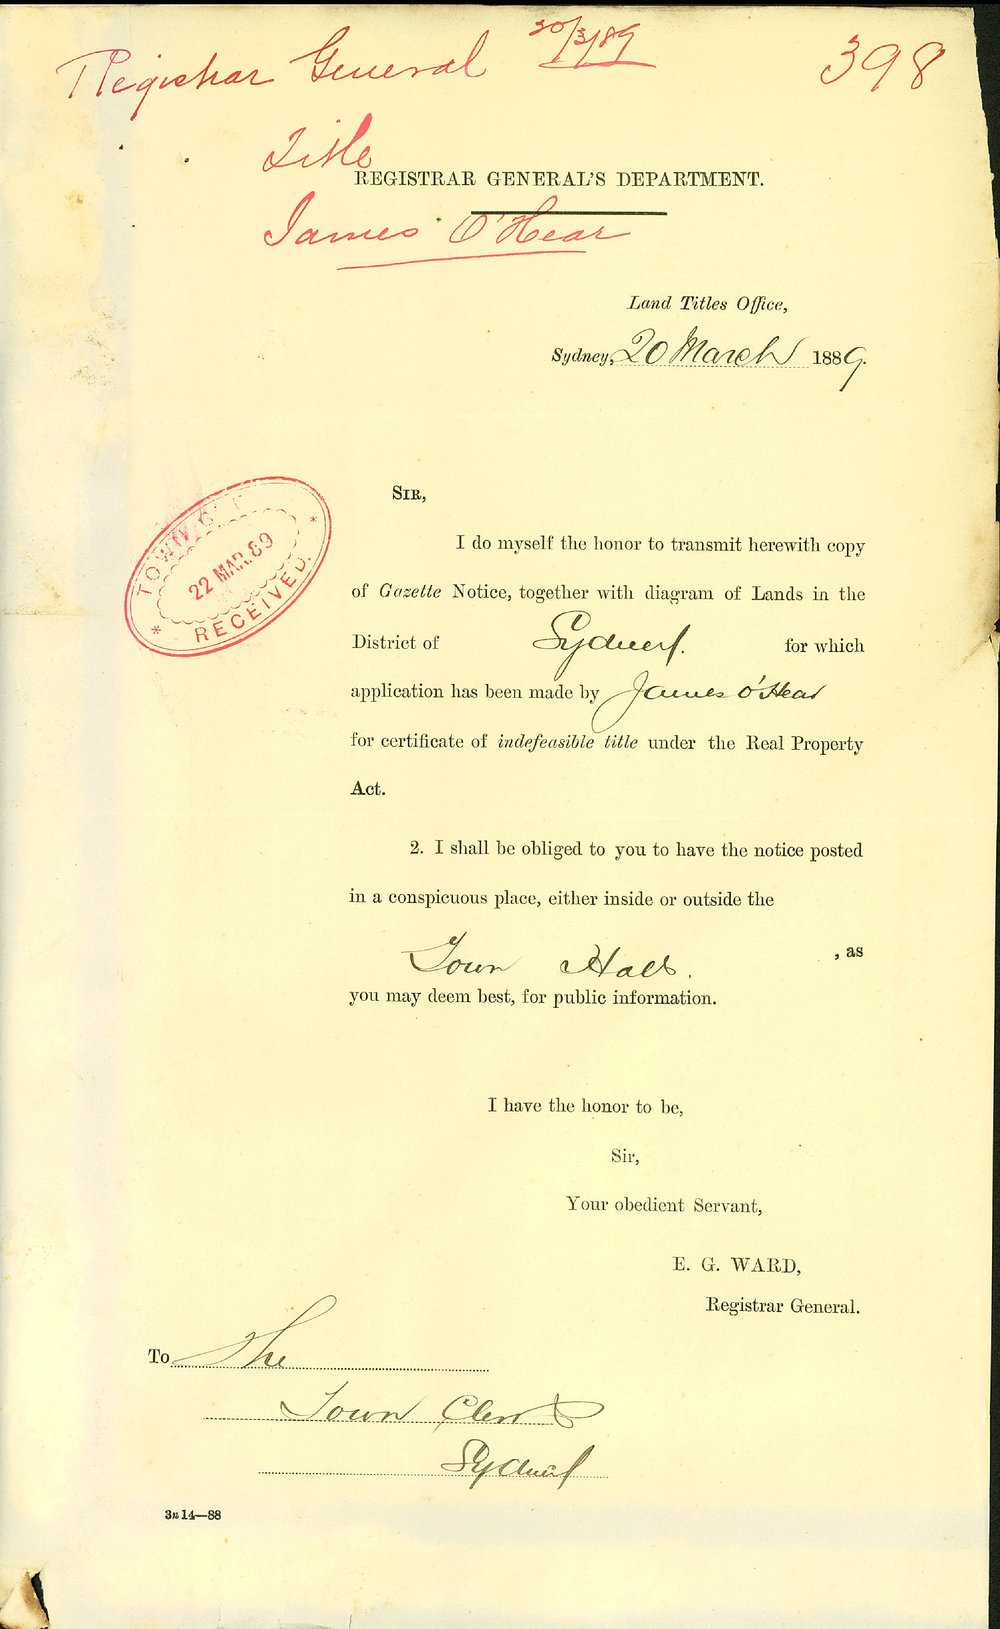 Registrar General 20/3/89
398
Title
REGISTRAR GENERAL'S DEPARTMENT.
James O'Hear
Land Titles Office,
Sydney, 20 March 1889.
TOWN
22 MAR. 89
* RECEIVED. *
SIR,
I do myself the honor to transmit herewith copy
of Gazette Notice, together with diagram of Lands in the
District of Sydney. for which
application has been made by James O'Hear
for certificate of indefeasible title under the Real Property
Act.
2. I shall be obliged to you to have the notice posted
in a conspicuous place, either inside or outside the
Town Hall. , as
you may deem best, for public information.
I have the honor to be,
Sir,
Your obedient Servant,
E. G. WARD,
Registrar General.
To The
Town Clerk
Sydney
3n14—88